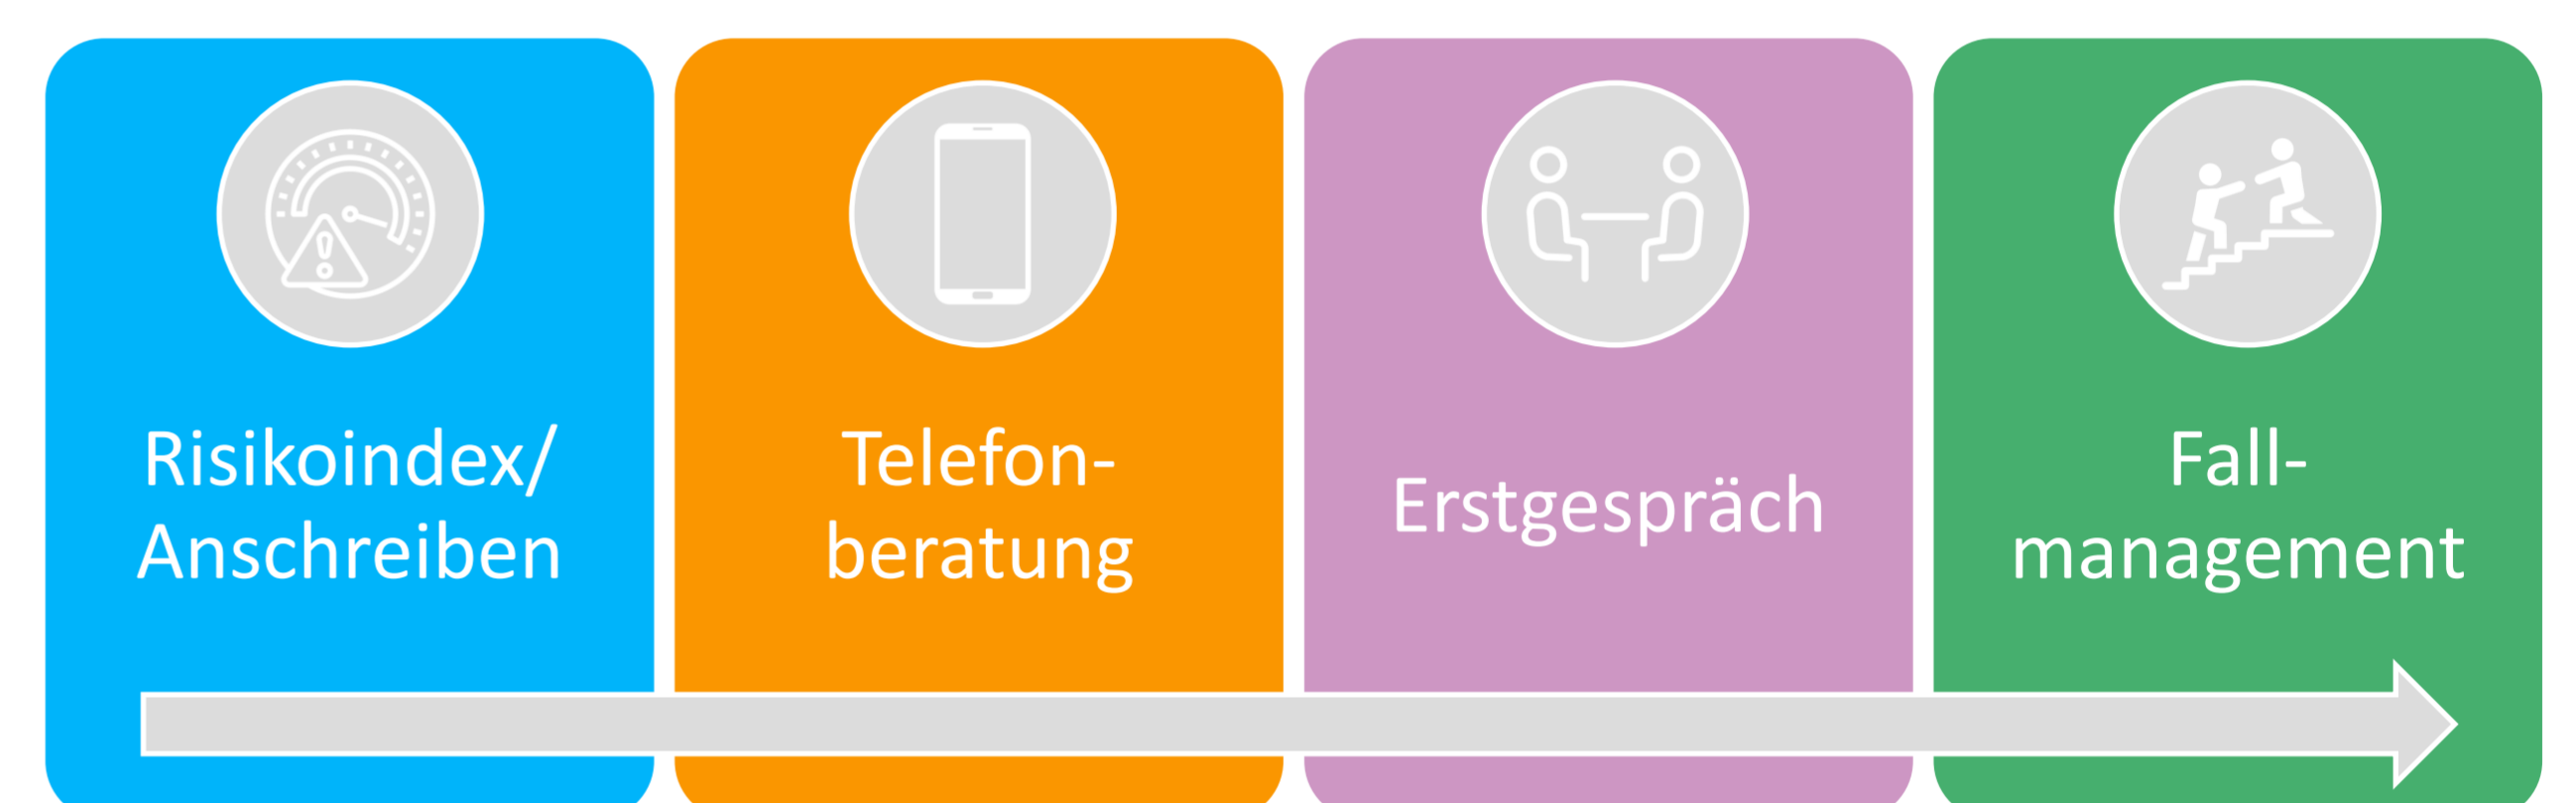 Risikoindex/
Anschreiben
Telefon-
beratung
Erstgespräch
Fall-
management